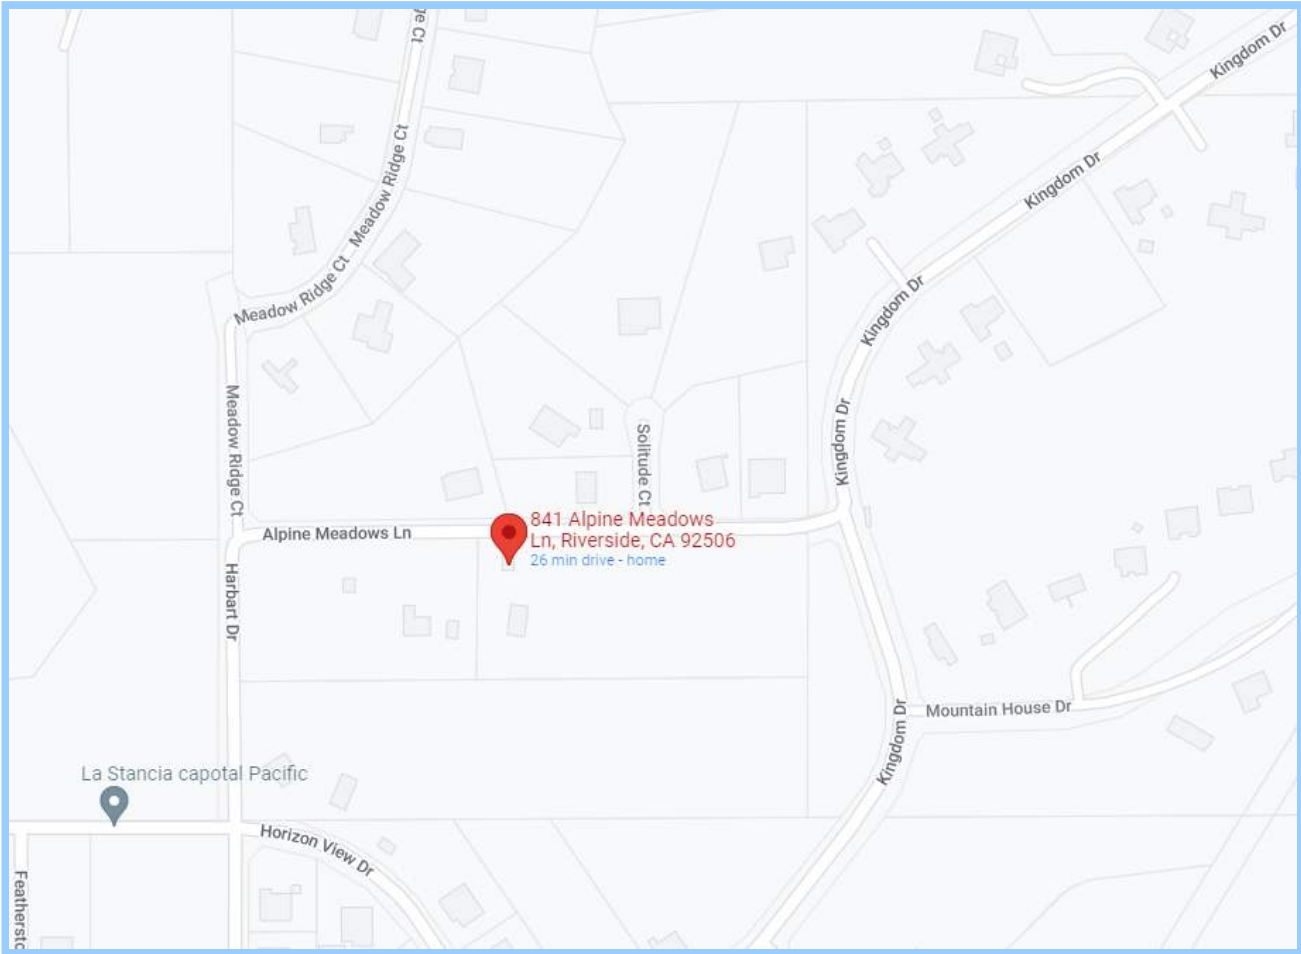 ge Ct
Kingdom Dr
Meadow Ridge Ct
Kingdom Dr
Meadow Ridge Ct
Kingdom Dr
Meadow Ridge Ct
Kingdom Dr
Solitude Ct
Alpine Meadows Ln
841 Alpine Meadows
Ln, Riverside, CA 92506
26 min drive - home
Harbart Dr
Mountain House Dr
Kingdom Dr
La Stancia capotal Pacific
Horizon View Dr
Featherstc